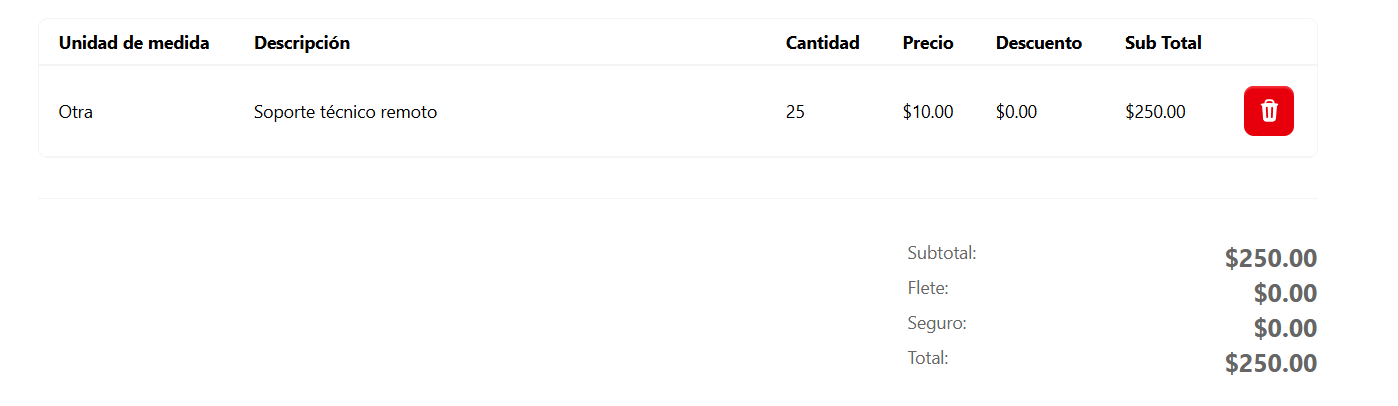 Unidad de medida Descripción Cantidad Precio Descuento Sub Total
Otra Soporte técnico remoto 25 $10.00 $0.00 $250.00
Subtotal: $250.00
Flete: $0.00
Seguro: $0.00
Total: $250.00